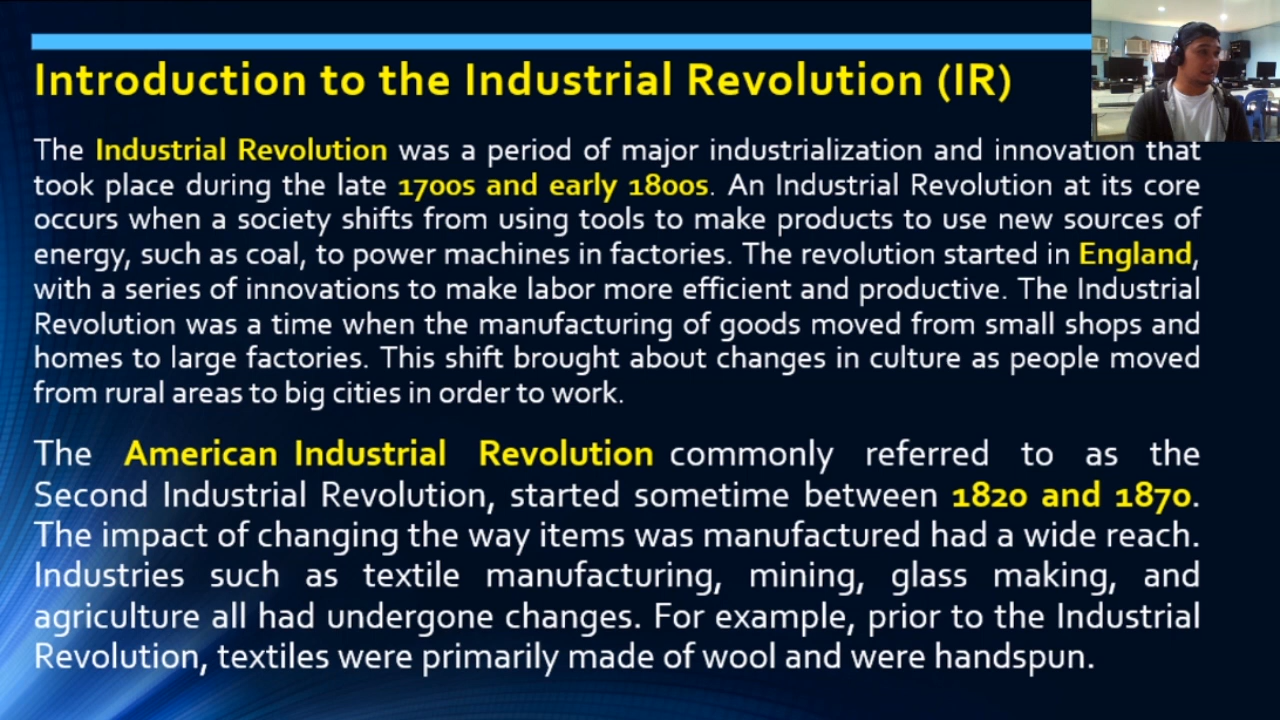 Introduction to the Industrial Revolution (IR)
The Industrial Revolution was a period of major industrialization and innovation that
took place during the late 1700s and early 1800s. An Industrial Revolution at its core
occurs when a society shifts from using tools to make products to use new sources of
energy, such as coal, to power machines in factories. The revolution started in England,
with a series of innovations to make labor more efficient and productive. The Industrial
Revolution was a time when the manufacturing of goods moved from small shops and
homes to large factories. This shift brought about changes in culture as people moved
from rural areas to big cities in order to work.
The American Industrial Revolution commonly referred to as the
Second Industrial Revolution, started sometime between 1820 and 1870.
The impact of changing the way items was manufactured had a wide reach.
Industries such as textile manufacturing, mining, glass making, and
agriculture all had undergone changes. For example, prior to the Industrial
Revolution, textiles were primarily made of wool and were handspun.